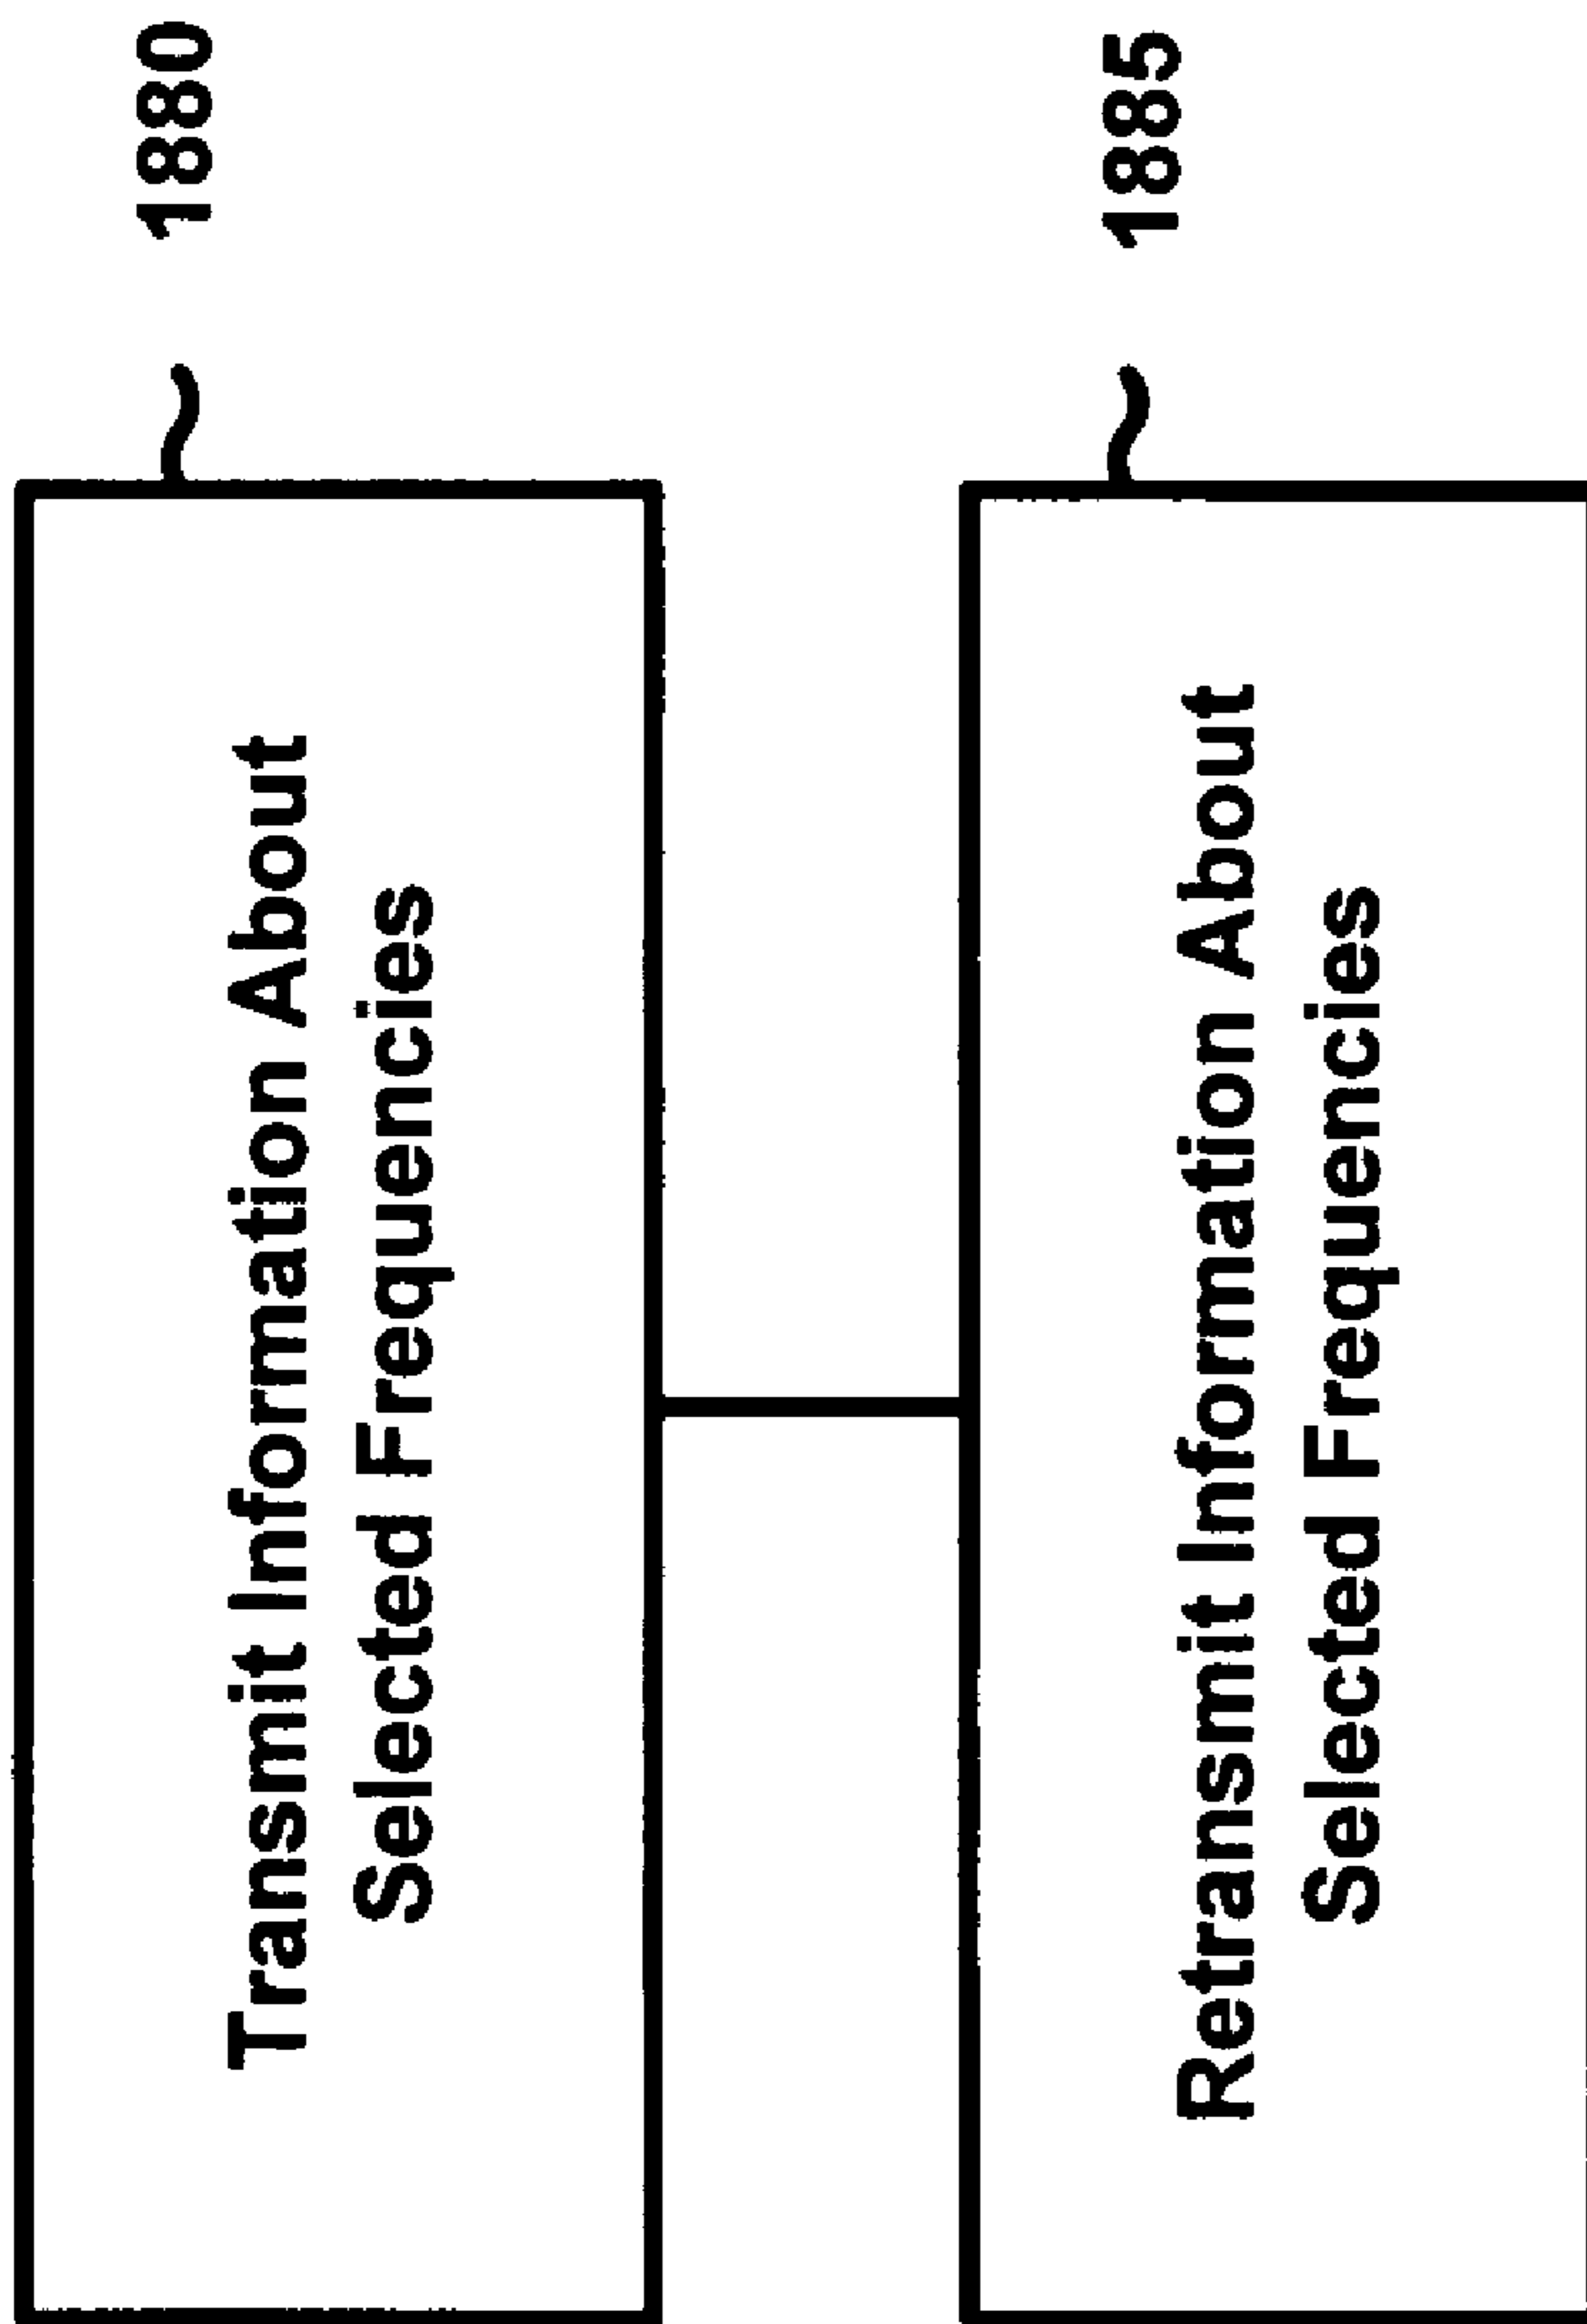 Transmit Information About
Selected Frequencies
1880
Retransmit Information About
Selected Frequencies
1885